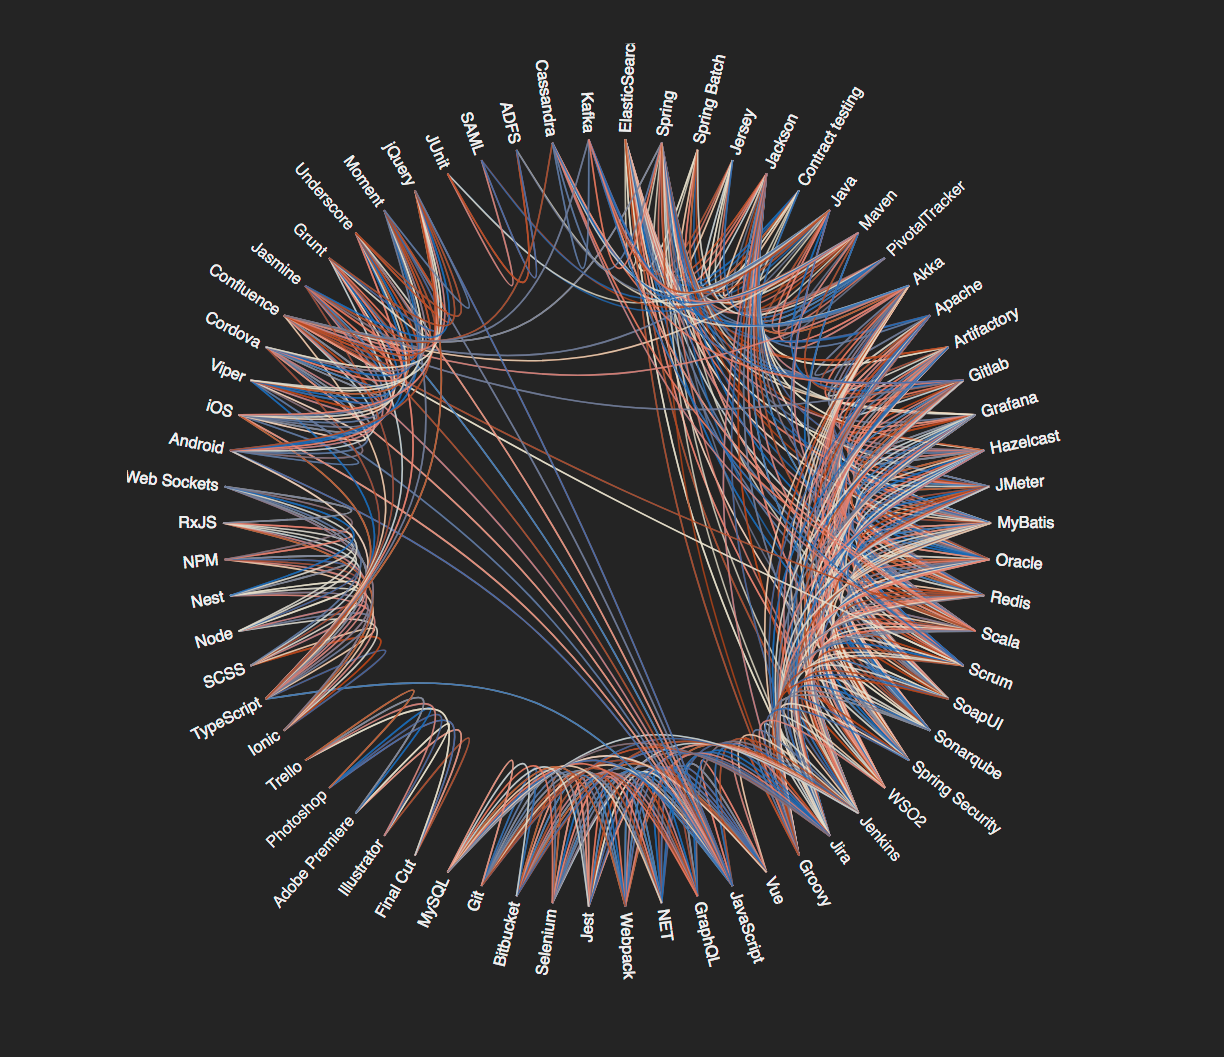 ElasticSearc
Spring
Spring Batch
Jersey
Jackson
Contract testing
Java
Maven
PivotalTracker
Akka
Apache
Artifactory
Gitlab
Grafana
Hazelcast
JMeter
MyBatis
Oracle
Redis
Scala
Scrum
SoapUI
Sonarqube
Spring Security
WSO2
Jenkins
Jira
Groovy
Vue
JavaScript
GraphQL
NET
Webpack
Jest
Selenium
Bitbucket
Git
MySQL
Final Cut
Illustrator
Adobe Premiere
Photoshop
Trello
Ionic
TypeScript
SCSS
Node
Nest
NPM
RxJS
Web Sockets
Android
iOS
Viper
Cordova
Confluence
Jasmine
Grunt
Underscore
Moment
jQuery
JUnit
SAML
ADFS
Cassandra
Kafka